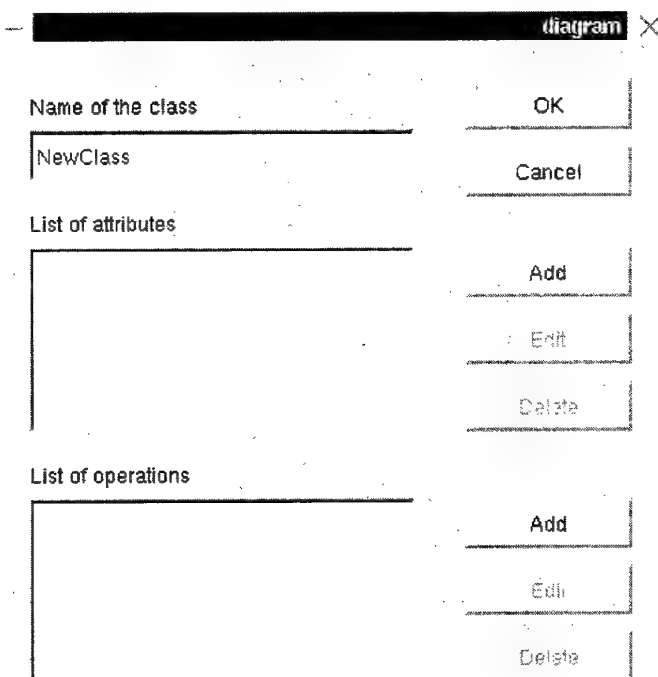 diagram
Name of the class
OK
NewClass
Cancel
List of attributes
Add
Edit
Delete
List of operations
Add
Edit
Delete